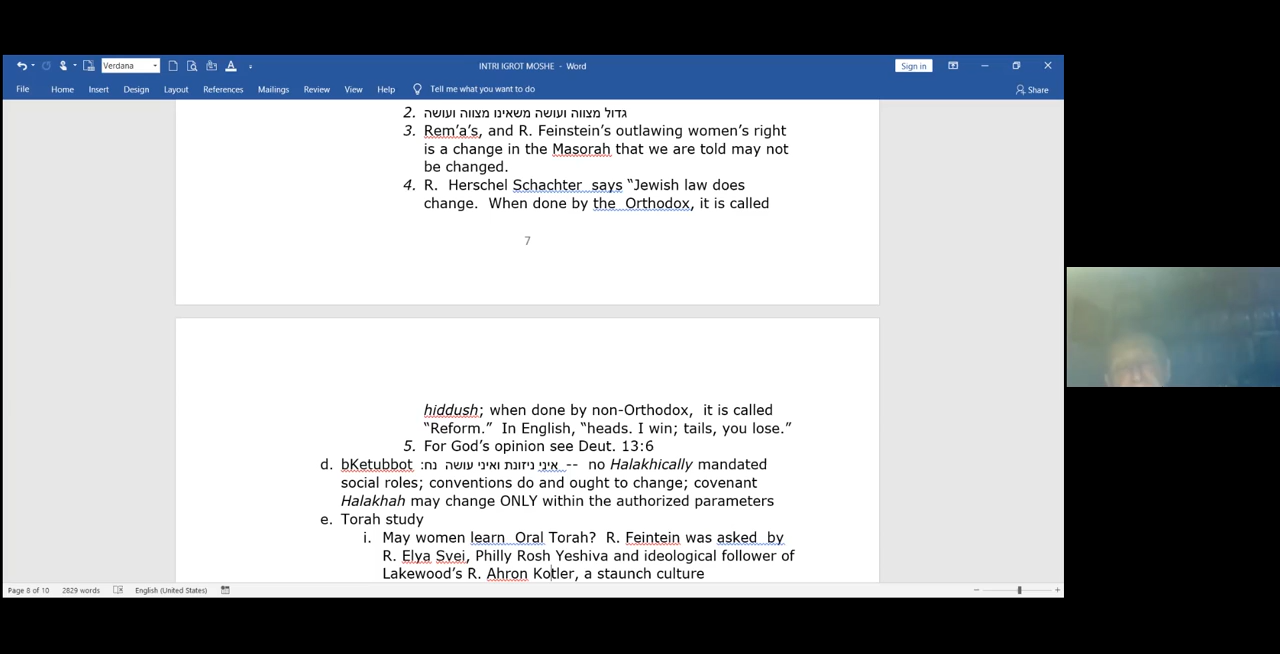 Verdana
INTRI IGROT MOSHE - Word
Sign in
File Home Insert Design Layout References Mailings Review View Help Tell me what you want to do
Share
2. גדול מצווה ועושה משאינו מצווה ועושה
3. Rem’a’s, and R. Feinstein’s outlawing women’s right
is a change in the Masorah that we are told may not
be changed.
4. R. Herschel Schachter says “Jewish law does
change. When done by the Orthodox, it is called
7
hiddush; when done by non-Orthodox, it is called
“Reform.” In English, “heads. I win; tails, you lose.”
5. For God’s opinion see Deut. 13:6
d. bKetubbot נח: איני ניזונת ואיני עושה -- no Halakhically mandated
social roles; conventions do and ought to change; covenant
Halakhah may change ONLY within the authorized parameters
e. Torah study
i. May women learn Oral Torah? R. Feintein was asked by
R. Elya Svei, Philly Rosh Yeshiva and ideological follower of
Lakewood’s R. Ahron Kotler, a staunch culture
Page 8 of 10 2829 words English (United States)